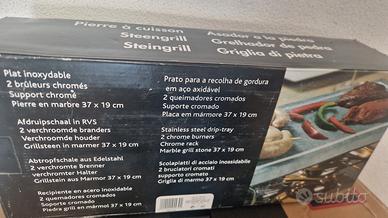 Pierre à cuisson
Steengrill
Steingrill
Asador a la piedra
Grelhador de pedra
Griglia di pietra
Plat inoxydable
2 brûleurs chromés
Support chromé
Pierre en marbre 37 x 19 cm
Afdruipschaal in RVS
2 verchroomde branders
Verchroomde houder
Grillsteen in marmer 37 x 19 cm
Abtropfschale aus Edelstahl
2 verchromte Brenner
verchromter Halter
Grillstein aus Marmor 37 x 19 cm
Recipiente en acero inoxidable
2 quemadores cromados
Soporte cromado
Piedra grill en mármol 37 x 19 cm
Prato para a recolha de gordura
em aço axidável
2 queimadores cromados
Suporte cromado
Placa em mármore 37 x 19 cm
Stainless steel drip-tray
2 chrome burners
Chrome rack
Marble grill stone 37 x 19 cm
Scolapiatti di acciaio inossidabile
2 bruciatori cromati
supporto cromato
Griglia di marmo 37 x 19 cm
subito